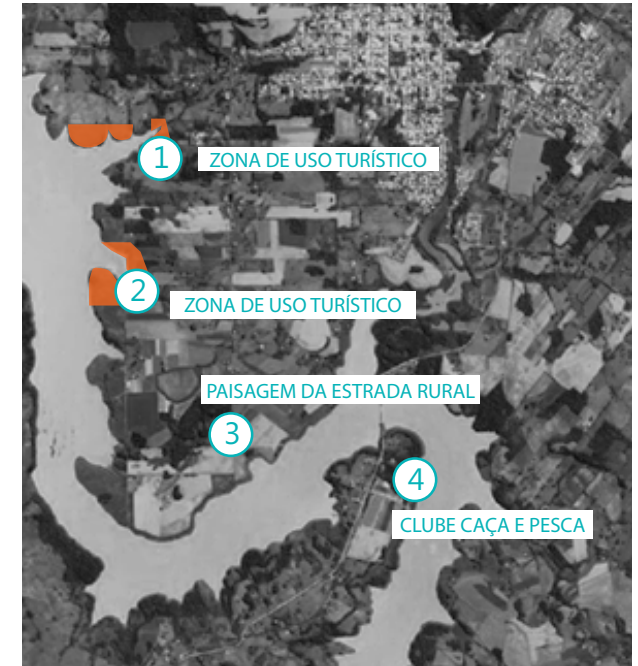 1
ZONA DE USO TURÍSTICO
2
ZONA DE USO TURÍSTICO
PAISAGEM DA ESTRADA RURAL
3
4
CLUBE CAÇA E PESCA